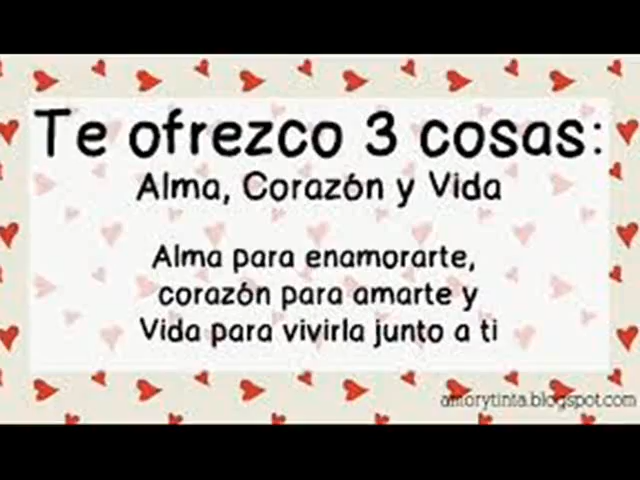 Te ofrezco 3 cosas:
Alma, Corazón y Vida
Alma para enamorarte,
corazón para amarte y
Vida para vivirla junto a ti
amorytinta.blogspot.com